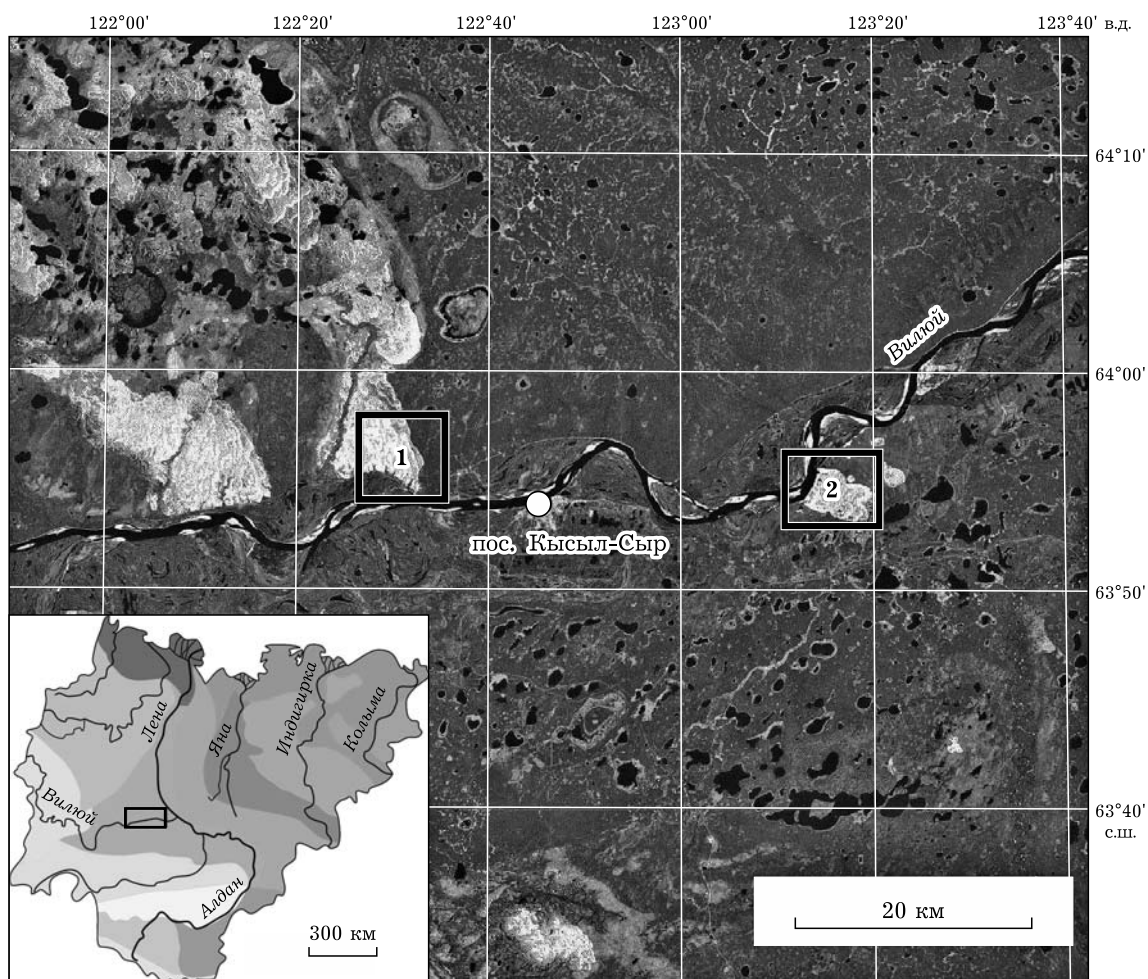 122°00' 122°20' 122°40' 123°00' 123°20' 123°40' в.д.
64°10'
Вилюй
64°00'
1
2
пос. Кысыл-Сыр
63°50'
Лена
Яна
Индигирка
Колыма
Вилюй
63°40'
с.ш.
Алдан
20 км
300 км